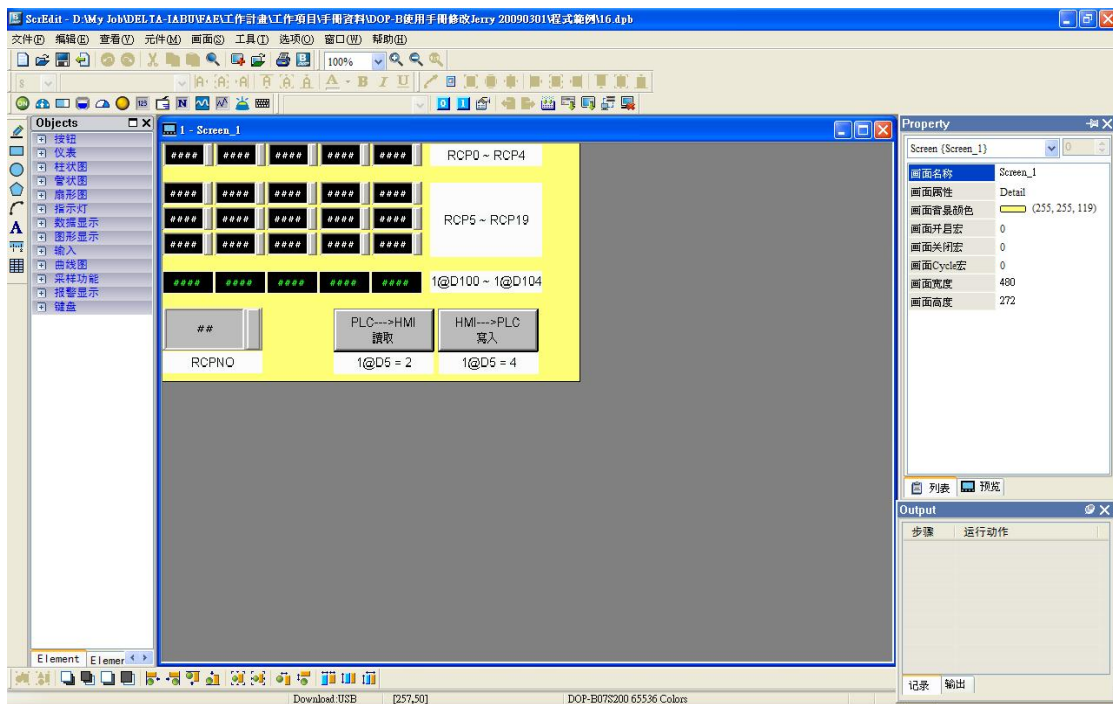 ScrEdit - D:\My Job\DELTA-IABU\FAE\工作計畫\工作項目\手冊資料\DOP-B使用手冊修改Jerry 20090301\程式範例\16.dpb
文件(F) 编辑(E) 查看(V) 元件(M) 画面(S) 工具(T) 选项(O) 窗口(W) 帮助(H)
100%
8 A A A A A A A B I U
ON 123 N 0 1
Objects
按钮
仪表
柱状图
管状图
扇形图
指示灯
数据显示
图形显示
输入
曲线图
采样功能
报警显示
键盘
Element Elemer
1 - Screen_1
#### #### #### #### #### RCP0 ~ RCP4
#### #### #### #### ####
#### #### #### #### #### RCP5 ~ RCP19
#### #### #### #### ####
#### #### #### #### #### 1@D100 ~ 1@D104
## PLC--->HMI HMI--->PLC
讀取 寫入
RCPNO 1@D5 = 2 1@D5 = 4
Property
Screen {Screen_1} 0
画面名称 Screen_1
画面属性 Detail
画面背景颜色 (255, 255, 119)
画面开启宏 0
画面关闭宏 0
画面Cycle宏 0
画面宽度 480
画面高度 272
列表 预览
Output
步骤 运行动作
记录 输出
Download:USB [257,50] DOP-B07S200 65536 Colors